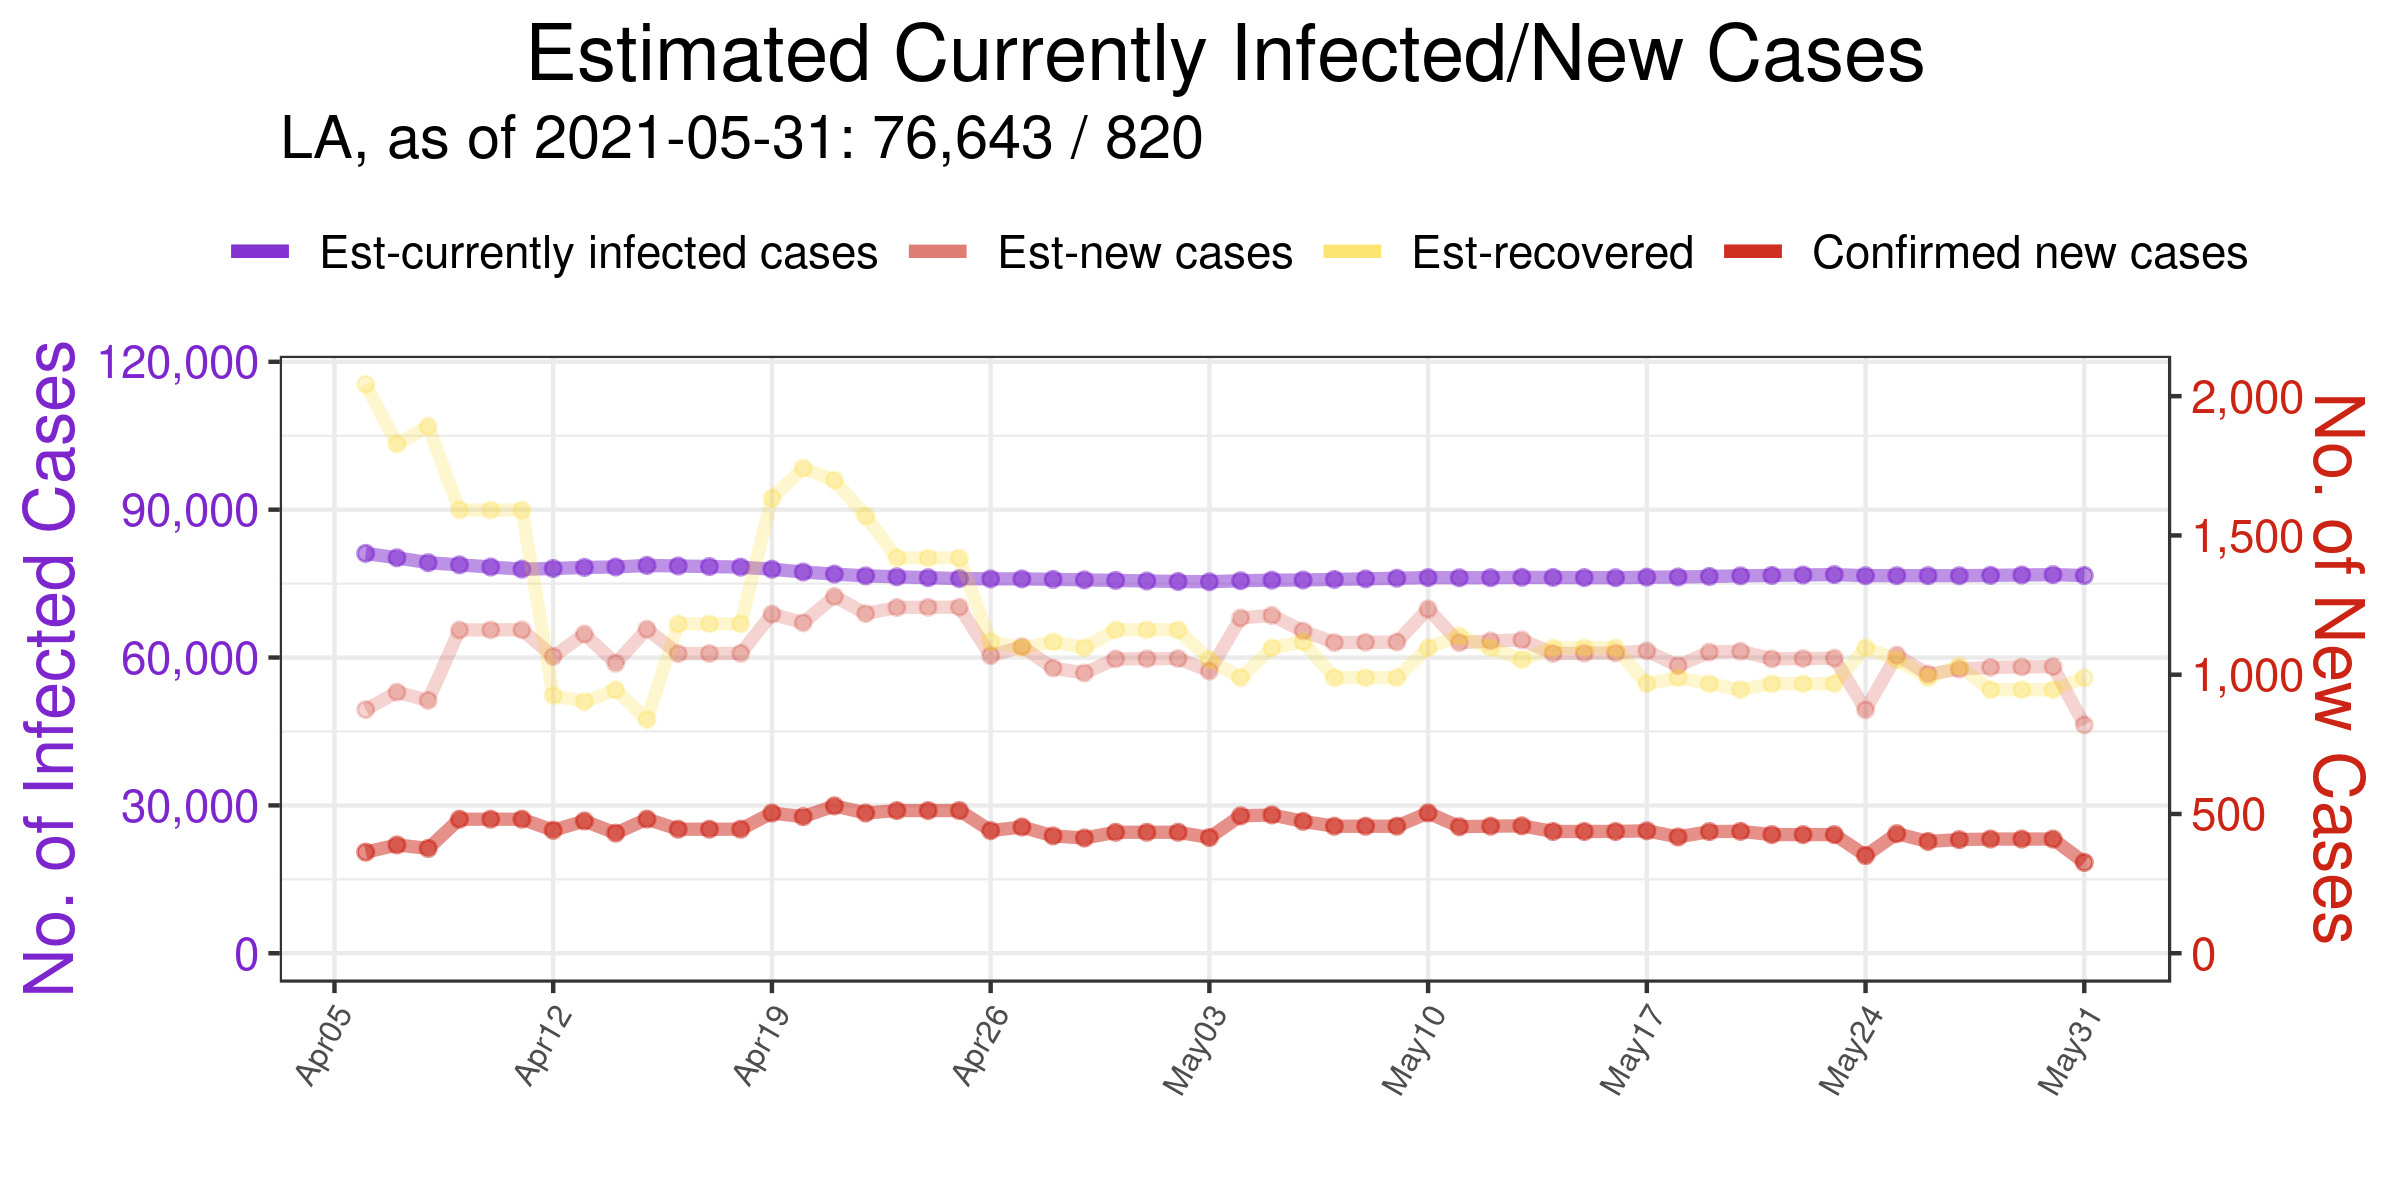 Estimated Currently Infected/New Cases
LA, as of 2021-05-31: 76,643 / 820
Est-currently infected cases Est-new cases Est-recovered Confirmed new cases
No. of Infected Cases
120,000
90,000
60,000
30,000
0
2,000
1,500
1,000
500
0
No. of New Cases
Apr05 Apr12 Apr19 Apr26 May03 May10 May17 May24 May31